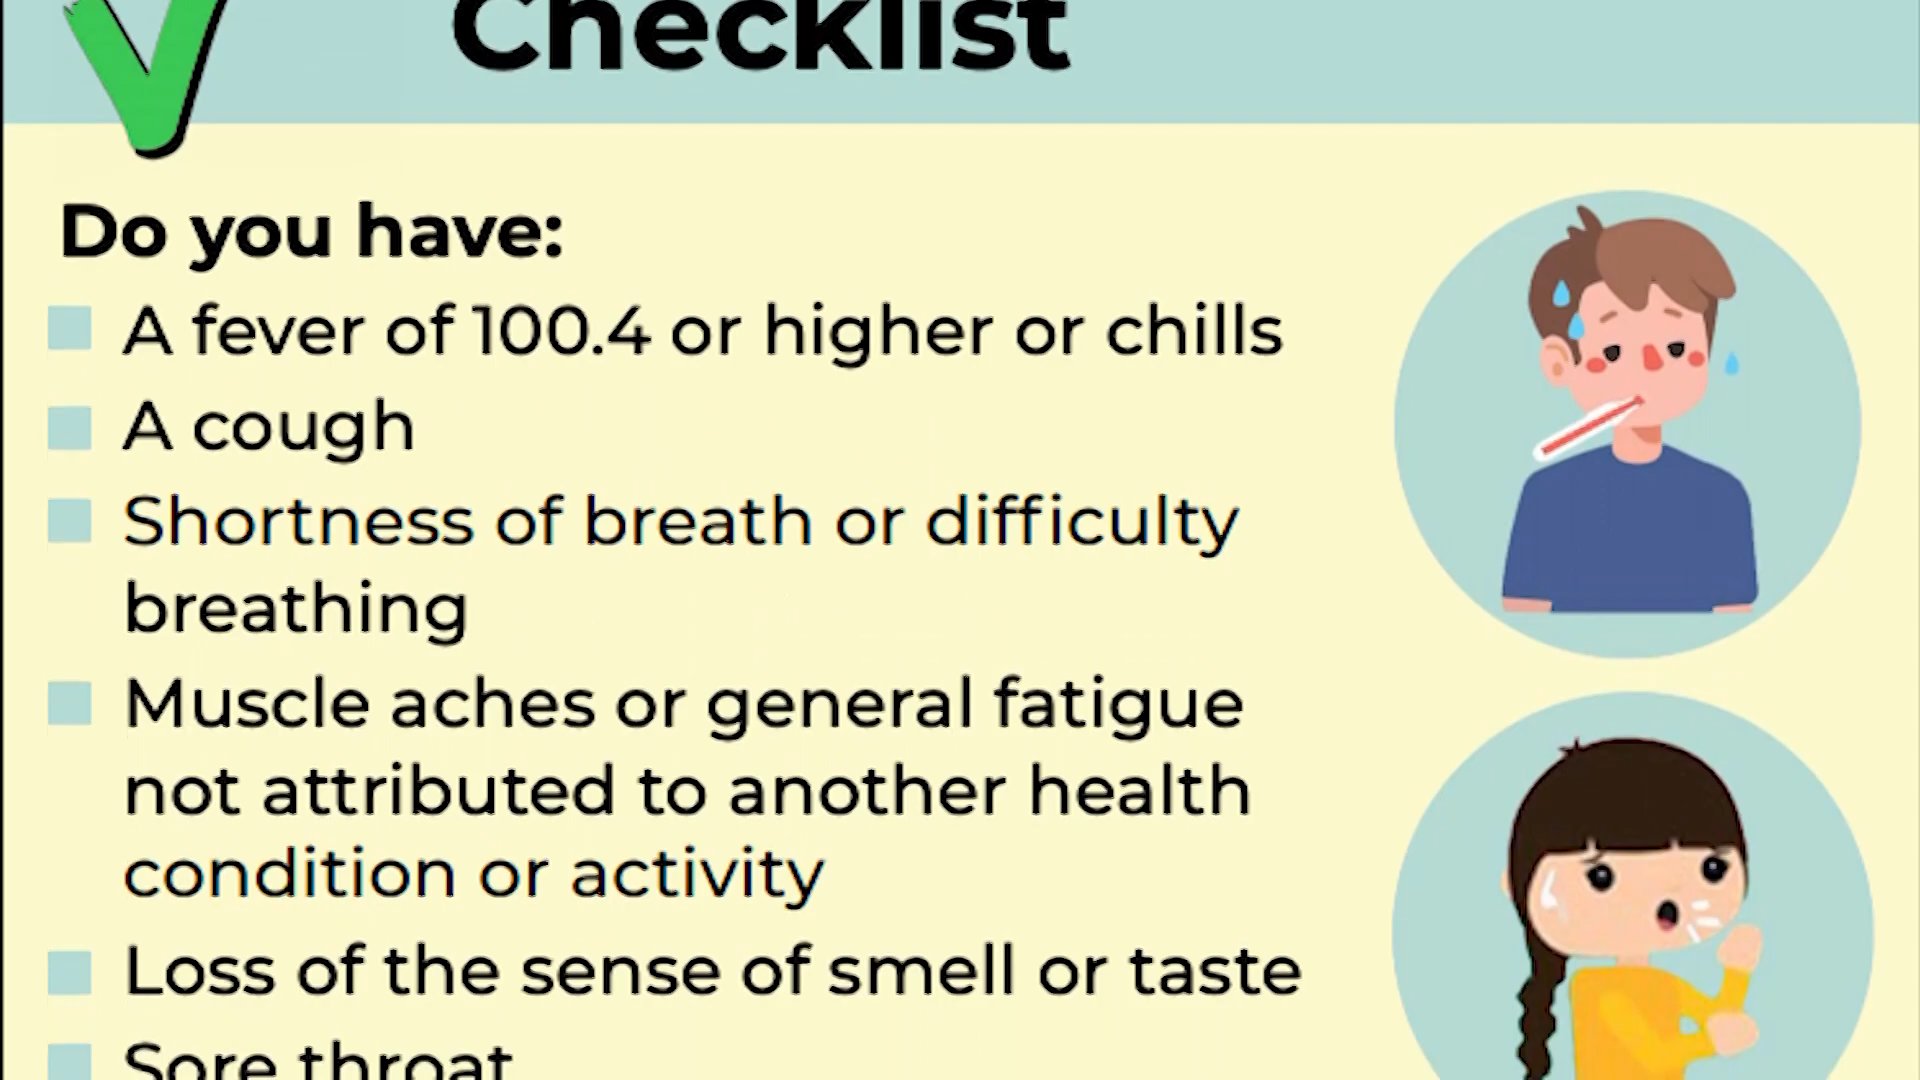 Checklist
Do you have:
A fever of 100.4 or higher or chills
A cough
Shortness of breath or difficulty
breathing
Muscle aches or general fatigue
not attributed to another health
condition or activity
Loss of the sense of smell or taste
Sore throat